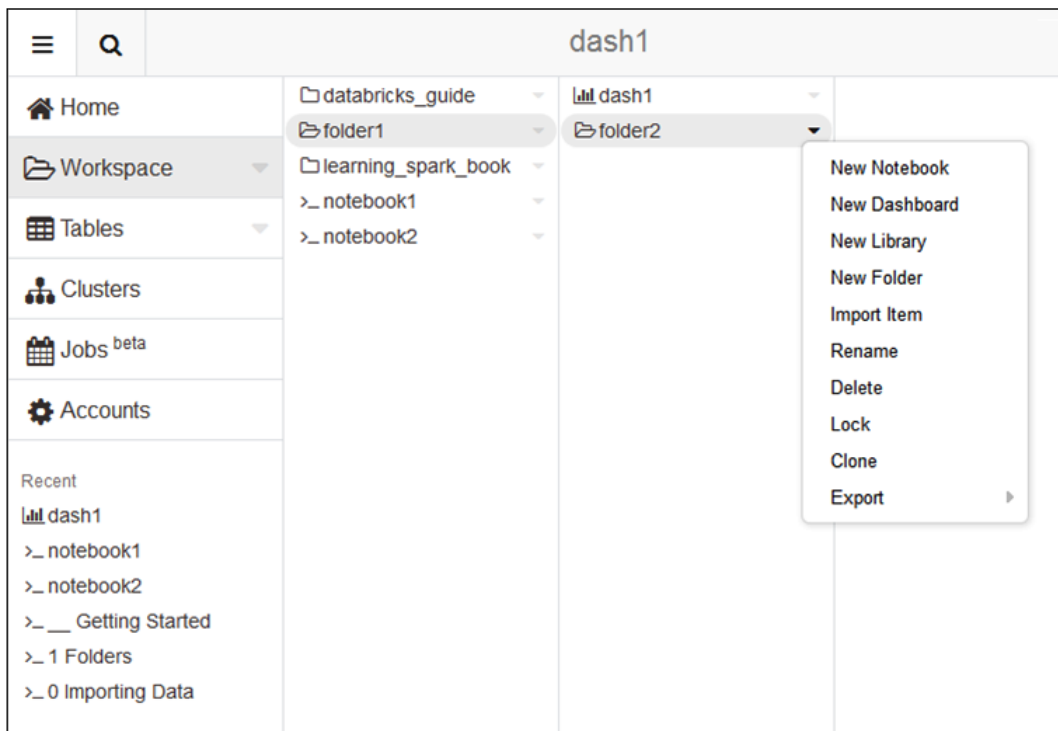 dash1
Home
Workspace
Tables
Clusters
Jobs beta
Accounts
Recent
dash1
>_ notebook1
>_ notebook2
>_ __ Getting Started
>_ 1 Folders
>_ 0 Importing Data
databricks_guide
folder1
learning_spark_book
>_ notebook1
>_ notebook2
dash1
folder2
New Notebook
New Dashboard
New Library
New Folder
Import Item
Rename
Delete
Lock
Clone
Export